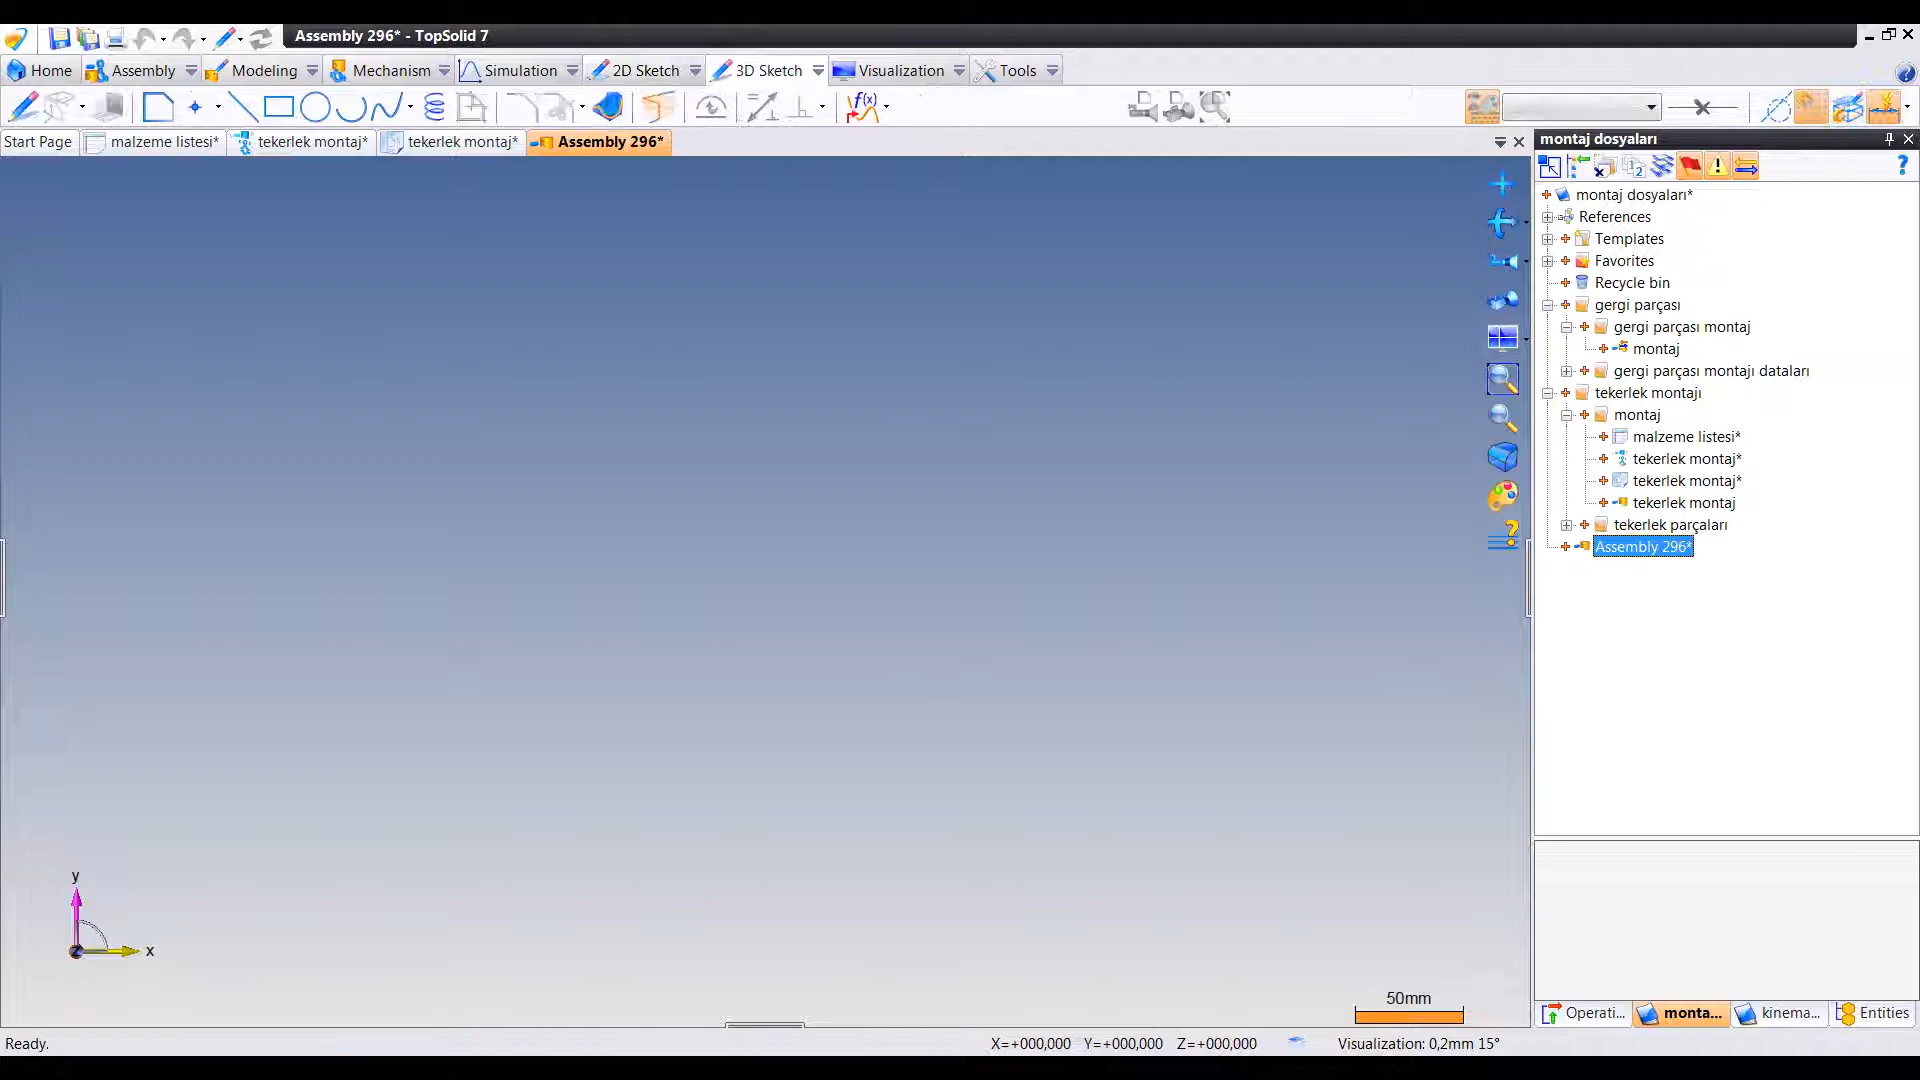 Assembly 296* - TopSolid 7
Home Assembly Modeling Mechanism Simulation 2D Sketch 3D Sketch Visualization Tools
f(x)
Start Page malzeme listesi* tekerlek montaj* tekerlek montaj* Assembly 296*
montaj dosyaları
montaj dosyaları*
References
Templates
Favorites
Recycle bin
gergi parçası
gergi parçası montaj
montaj
gergi parçası montajı dataları
tekerlek montajı
montaj
malzeme listesi*
tekerlek montaj*
tekerlek montaj*
tekerlek montaj
tekerlek parçaları
Assembly 296*
y
x
50mm
Operati... monta... kinema... Entities
Ready. X=+000,000 Y=+000,000 Z=+000,000 Visualization: 0,2mm 15°